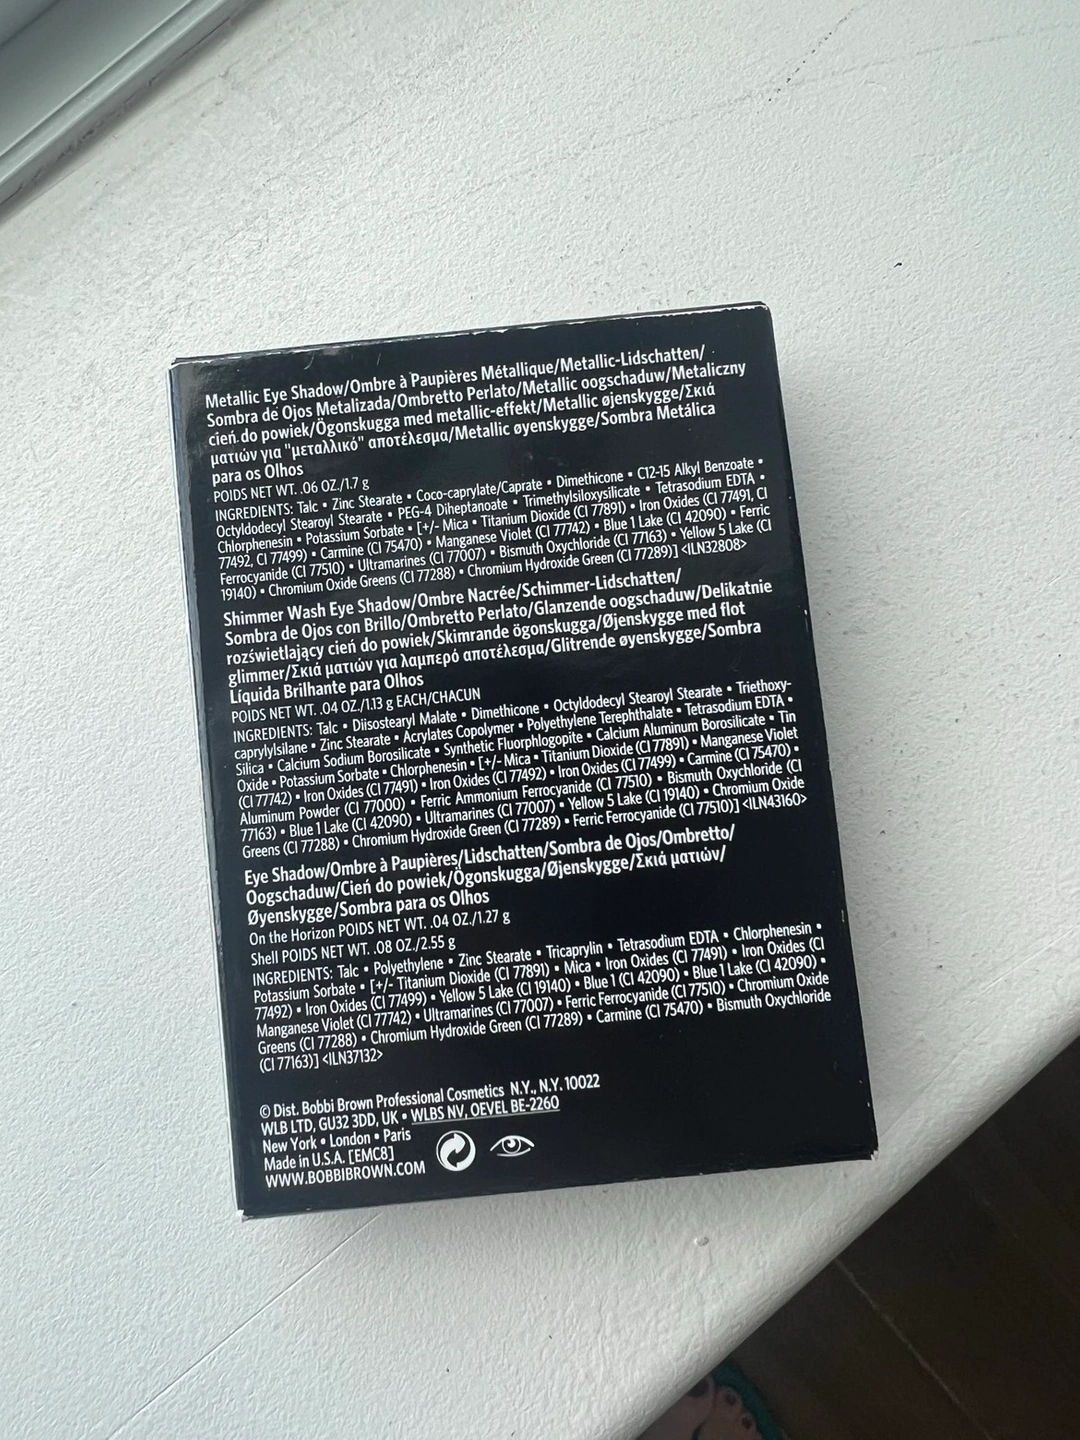 Metallic Eye Shadow/Ombre à Paupières Métallique/Metallic-Lidschatten/
Sombra de Ojos Metalizada/Ombretto Perlato/Metallic oogschaduw/Metaliczny
cień do powiek/Ögonskugga med metallic-effekt/Metallic øjenskygge/Σκιά
ματιών για "μεταλλικό" αποτέλεσμα/Metallic øyenskygge/Sombra Metálica
para os Olhos
POIDS NET WT. .06 OZ./1.7 g
INGREDIENTS: Talc • Zinc Stearate • Coco-caprylate/Caprate • Dimethicone • C12-15 Alkyl Benzoate •
Octyldodecyl Stearoyl Stearate • PEG-4 Diheptanoate • Trimethylsiloxysilicate • Tetrasodium EDTA •
Chlorphenesin • Potassium Sorbate • [+/- Mica • Titanium Dioxide (CI 77891) • Iron Oxides (CI 77491, CI
77492, CI 77499) • Carmine (CI 75470) • Manganese Violet (CI 77742) • Blue 1 Lake (CI 42090) • Ferric
Ferrocyanide (CI 77510) • Ultramarines (CI 77007) • Bismuth Oxychloride (CI 77163) • Yellow 5 Lake (CI
19140) • Chromium Oxide Greens (CI 77288) • Chromium Hydroxide Green (CI 77289)] <ILN32808>
Shimmer Wash Eye Shadow/Ombre Nacrée/Schimmer-Lidschatten/
Sombra de Ojos con Brillo/Ombretto Perlato/Glanzende oogschaduw/Delikatnie
rozświetlający cień do powiek/Skimrande ögonskugga/Øjenskygge med flot
glimmer/Σκιά ματιών για λαμπερό αποτέλεσμα/Glitrende øyenskygge/Sombra
Líquida Brilhante para Olhos
POIDS NET WT. .04 OZ./1.13 g EACH/CHACUN
INGREDIENTS: Talc • Diisostearyl Malate • Dimethicone • Octyldodecyl Stearoyl Stearate • Triethoxy-
caprylylsilane • Zinc Stearate • Acrylates Copolymer • Polyethylene Terephthalate • Tetrasodium EDTA •
Silica • Calcium Sodium Borosilicate • Synthetic Fluorphlogopite • Calcium Aluminum Borosilicate • Tin
Oxide • Potassium Sorbate • Chlorphenesin • [+/- Mica • Titanium Dioxide (CI 77891) • Manganese Violet
(CI 77742) • Iron Oxides (CI 77491) • Iron Oxides (CI 77492) • Iron Oxides (CI 77499) • Carmine (CI 75470) •
Aluminum Powder (CI 77000) • Ferric Ammonium Ferrocyanide (CI 77510) • Bismuth Oxychloride (CI
77163) • Blue 1 Lake (CI 42090) • Ultramarines (CI 77007) • Yellow 5 Lake (CI 19140) • Chromium Oxide
Greens (CI 77288) • Chromium Hydroxide Green (CI 77289) • Ferric Ferrocyanide (CI 77510)] <ILN43160>
Eye Shadow/Ombre à Paupières/Lidschatten/Sombra de Ojos/Ombretto/
Oogschaduw/Cień do powiek/Ögonskugga/Øjenskygge/Σκιά ματιών/
Øyenskygge/Sombra para os Olhos
On the Horizon POIDS NET WT. .04 OZ./1.27 g
Shell POIDS NET WT. .08 OZ./2.55 g
INGREDIENTS: Talc • Polyethylene • Zinc Stearate • Tricaprylin • Tetrasodium EDTA • Chlorphenesin •
Potassium Sorbate • [+/- Titanium Dioxide (CI 77891) • Mica • Iron Oxides (CI 77491) • Iron Oxides (CI
77492) • Iron Oxides (CI 77499) • Yellow 5 Lake (CI 19140) • Blue 1 (CI 42090) • Blue 1 Lake (CI 42090) •
Manganese Violet (CI 77742) • Ultramarines (CI 77007) • Ferric Ferrocyanide (CI 77510) • Chromium Oxide
Greens (CI 77288) • Chromium Hydroxide Green (CI 77289) • Carmine (CI 75470) • Bismuth Oxychloride
(CI 77163)] <ILN37132>
© Dist. Bobbi Brown Professional Cosmetics N.Y., N.Y. 10022
WLB LTD, GU32 3DD, UK • WLBS NV, OEVEL BE-2260
New York • London • Paris
Made in U.S.A. [EMC8]
WWW.BOBBIBROWN.COM